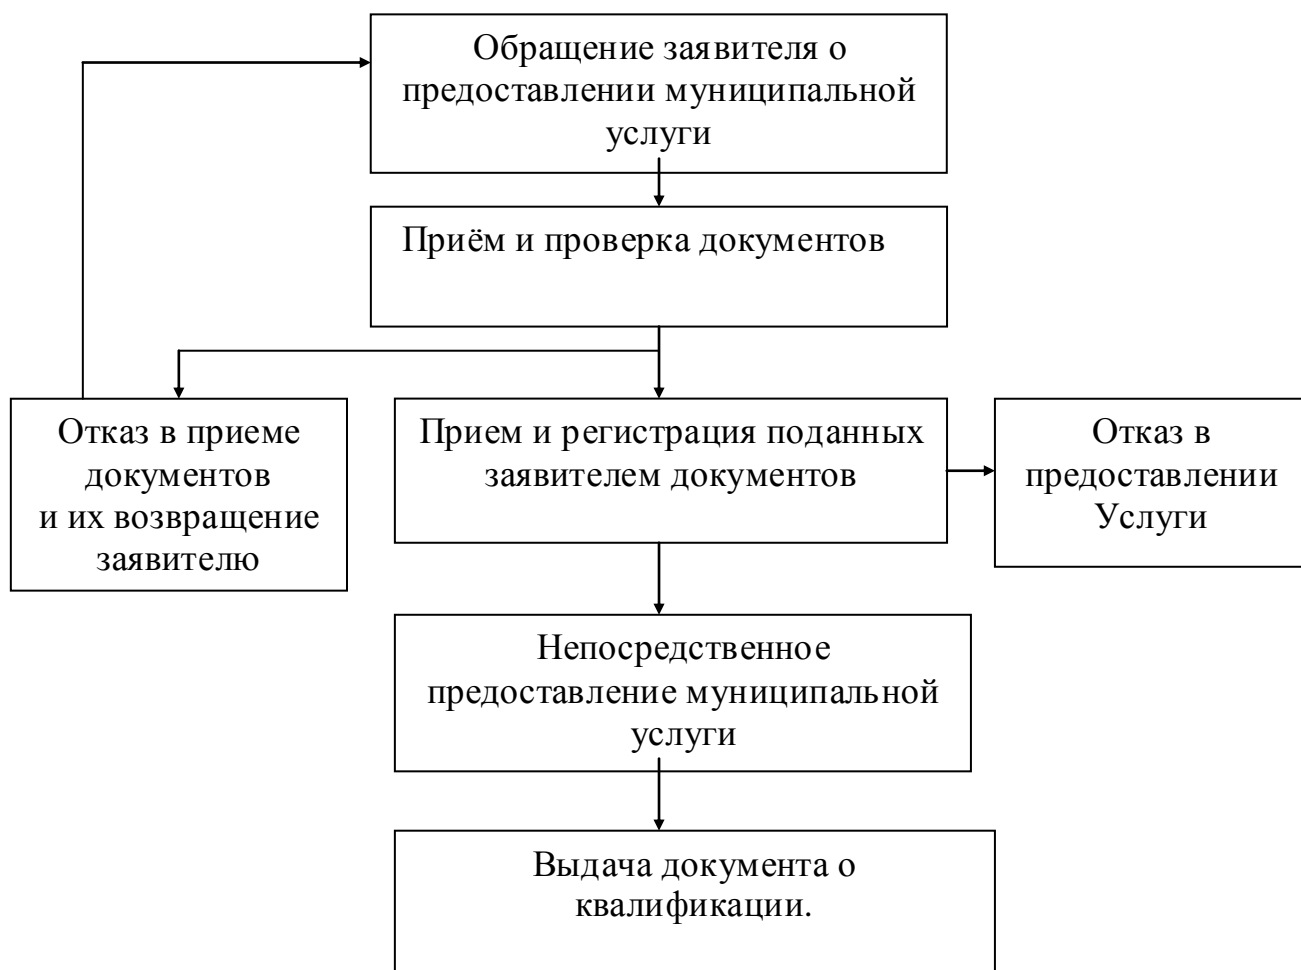 Обращение заявителя о
предоставлении муниципальной
услуги
Приём и проверка документов
Отказ в приеме
документов
и их возвращение
заявителю
Прием и регистрация поданных
заявителем документов
Отказ в
предоставлении
Услуги
Непосредственное
предоставление муниципальной
услуги
Выдача документа о
квалификации.